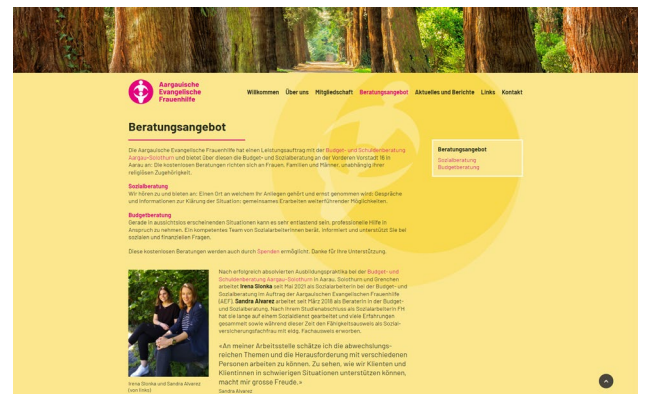 Aargauische
Evangelische
Frauenhilfe
Willkommen Über uns Mitgliedschaft Beratungsangebot Aktuelles und Berichte Links Kontakt
Beratungsangebot
Die Aargauische Evangelische Frauenhilfe hat einen Leistungsauftrag mit der Budget- und Schuldenberatung
Aargau-Solothurn und bietet über diesen die Budget- und Sozialberatung an der Vorderen Vorstadt 16 in
Aarau an: Die kostenlosen Beratungen richten sich an Frauen, Familien und Männer, unabhängig ihrer
religiösen Zugehörigkeit.
Sozialberatung
Wir hören zu und bieten an: Einen Ort an welchem Ihr Anliegen gehört und ernst genommen wird; Gespräche
und Informationen zur Klärung der Situation; gemeinsames Erarbeiten weiterführender Möglichkeiten.
Budgetberatung
Gerade in aussichtslos erscheinenden Situationen kann es sehr entlastend sein, professionelle Hilfe in
Anspruch zu nehmen. Ein kompetentes Team von SozialarbeiterInnen berät, informiert und unterstützt Sie bei
sozialen und finanziellen Fragen.
Diese kostenlosen Beratungen werden auch durch Spenden ermöglicht. Danke für Ihre Unterstützung.
Beratungsangebot
Sozialberatung
Budgetberatung
Nach erfolgreich absolvierten Ausbildungspraktika bei der Budget- und
Schuldenberatung Aargau-Solothurn in Aarau, Solothurn und Grenchen
arbeitet Irena Slonka seit Mai 2021 als Sozialarbeiterin bei der Budget- und
Sozialberatung im Auftrag der Aargauischen Evangelischen Frauenhilfe
(AEF). Sandra Alvarez arbeitet seit März 2018 als Beraterin in der Budget-
und Sozialberatung. Nach ihrem Studienabschluss als Sozialarbeiterin FH
hat sie lange auf einem Sozialdienst gearbeitet und viele Erfahrungen
gesammelt sowie während dieser Zeit den Fähigkeitsausweis als Sozial-
versicherungsfachfrau mit eidg. Fachausweis erworben.
«An meiner Arbeitsstelle schätze ich die abwechslungs-
reichen Themen und die Herausforderung mit verschiedenen
Personen arbeiten zu können. Zu sehen, wie wir Klienten und
Klientinnen in schwierigen Situationen unterstützen können,
macht mir grosse Freude.»
Sandra Alvarez
Irena Slonka und Sandra Alvarez
(von links)